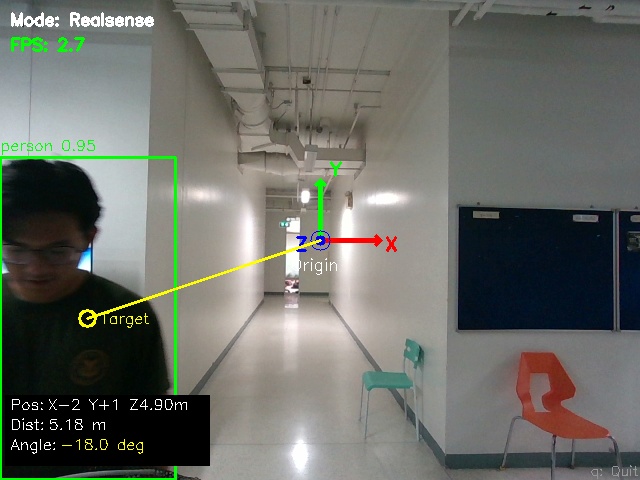 Mode: Realsense
FPS: 2.7
person 0.95
Y
Z
X
Origin
Target
Pos: X-2 Y+1 Z4.90m
Dist: 5.18 m
Angle: -18.0 deg
q: Quit